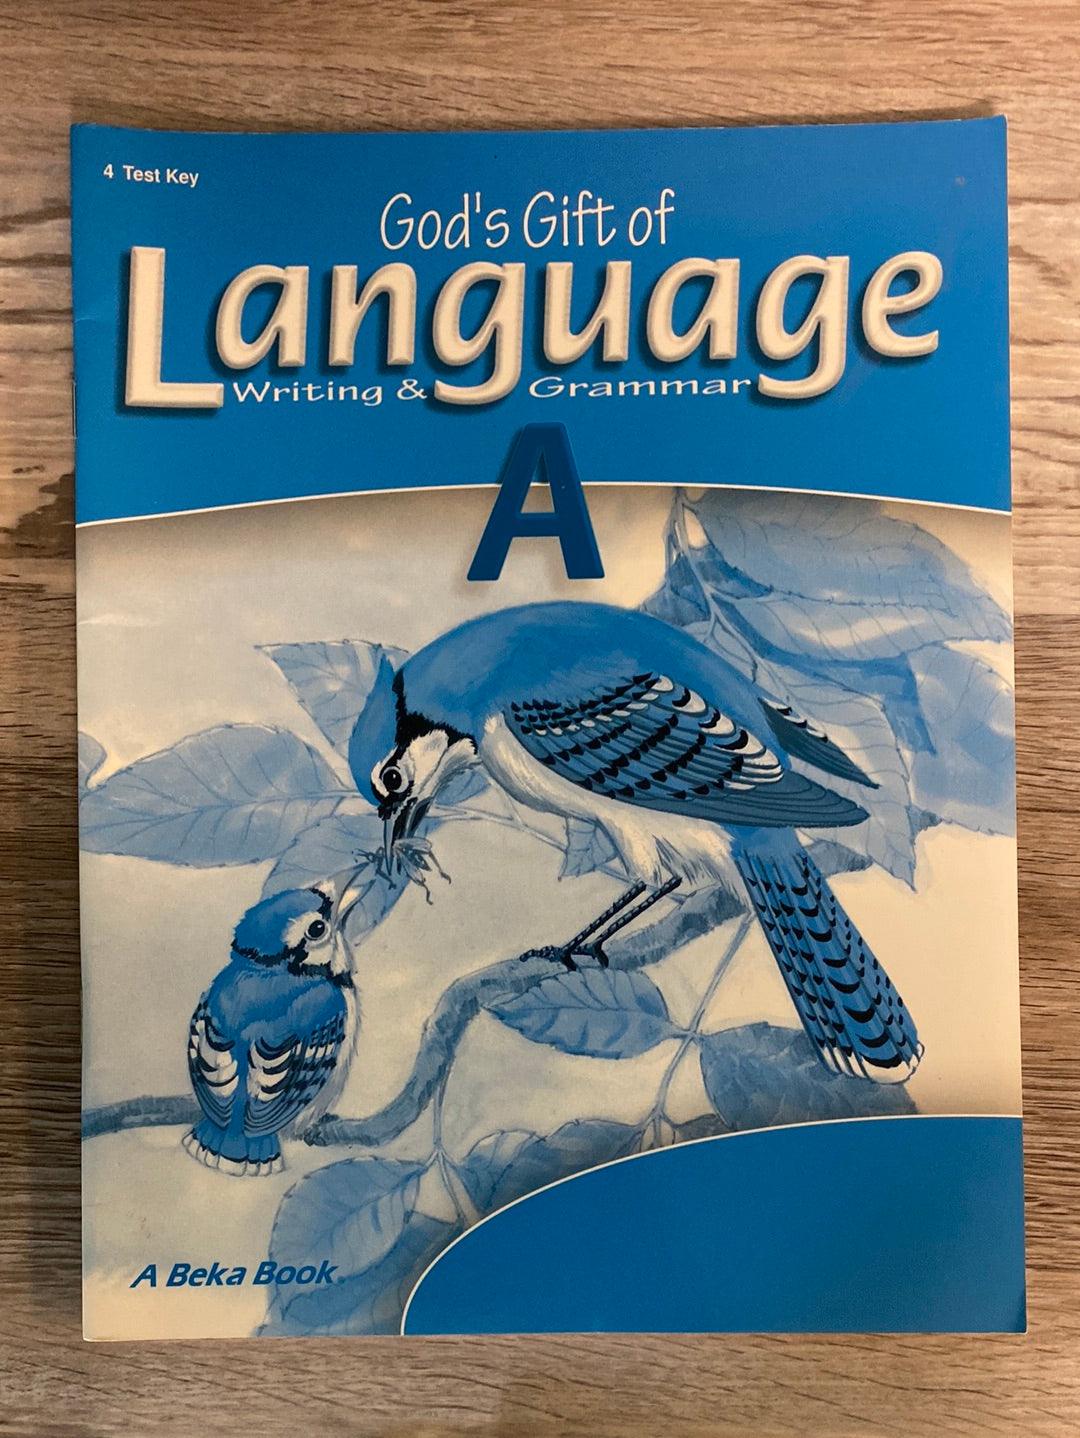 4 Test Key
God's Gift of
Language
Writing & Grammar
A
A Beka Book